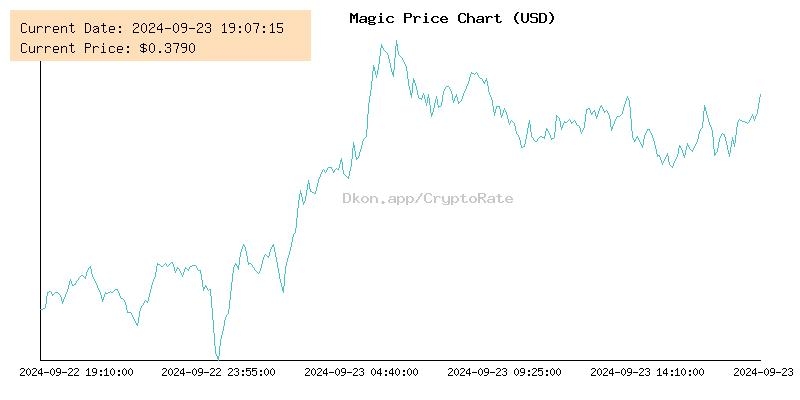 Magic Price Chart (USD)
Current Date: 2024-09-23 19:07:15
Current Price: $0.3790
Dkon.app/CryptoRate
2024-09-22 19:10:00 2024-09-22 23:55:00 2024-09-23 04:40:00 2024-09-23 09:25:00 2024-09-23 14:10:00 2024-09-23